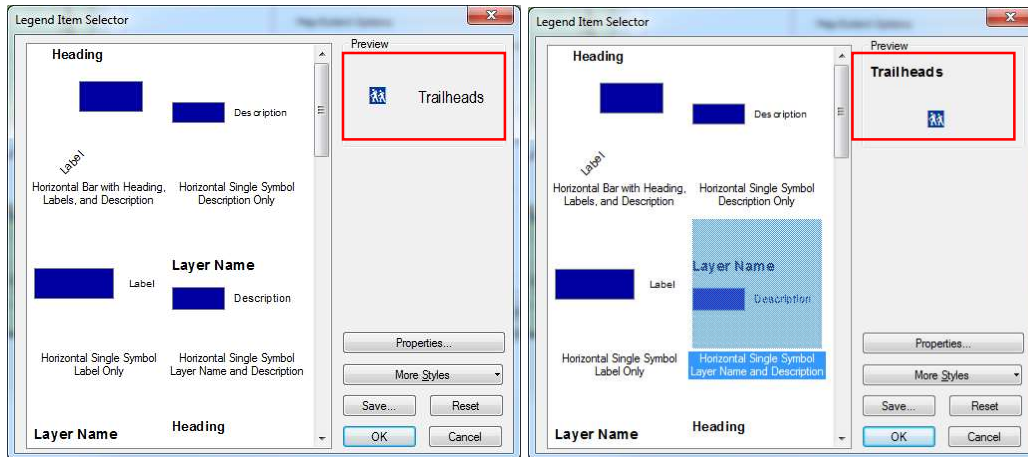 Legend Item Selector
Heading
Description
Label
Horizontal Bar with Heading,
Labels, and Description
Horizontal Single Symbol
Description Only
Label
Layer Name
Description
Horizontal Single Symbol
Label Only
Horizontal Single Symbol
Layer Name and Description
Layer Name
Heading
Preview
Trailheads
Properties...
More Styles
Save...
Reset
OK
Cancel
Legend Item Selector
Heading
Description
Label
Horizontal Bar with Heading,
Labels, and Description
Horizontal Single Symbol
Description Only
Label
Layer Name
Description
Horizontal Single Symbol
Label Only
Horizontal Single Symbol
Layer Name and Description
Layer Name
Heading
Preview
Trailheads
Properties...
More Styles
Save...
Reset
OK
Cancel